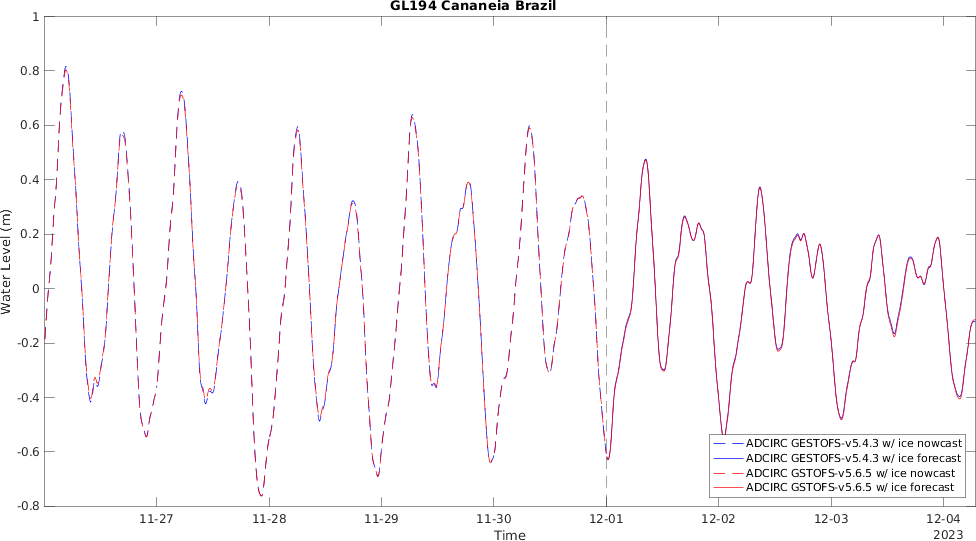 GL194 Cananeia Brazil
1
0.8
0.6
0.4
0.2
0
-0.2
-0.4
-0.6
-0.8
Water Level (m)
11-27 11-28 11-29 11-30 12-01 12-02 12-03 12-04
Time
2023
ADCIRC GESTOFS-v5.4.3 w/ ice nowcast
ADCIRC GESTOFS-v5.4.3 w/ ice forecast
ADCIRC GSTOFS-v5.6.5 w/ ice nowcast
ADCIRC GSTOFS-v5.6.5 w/ ice forecast